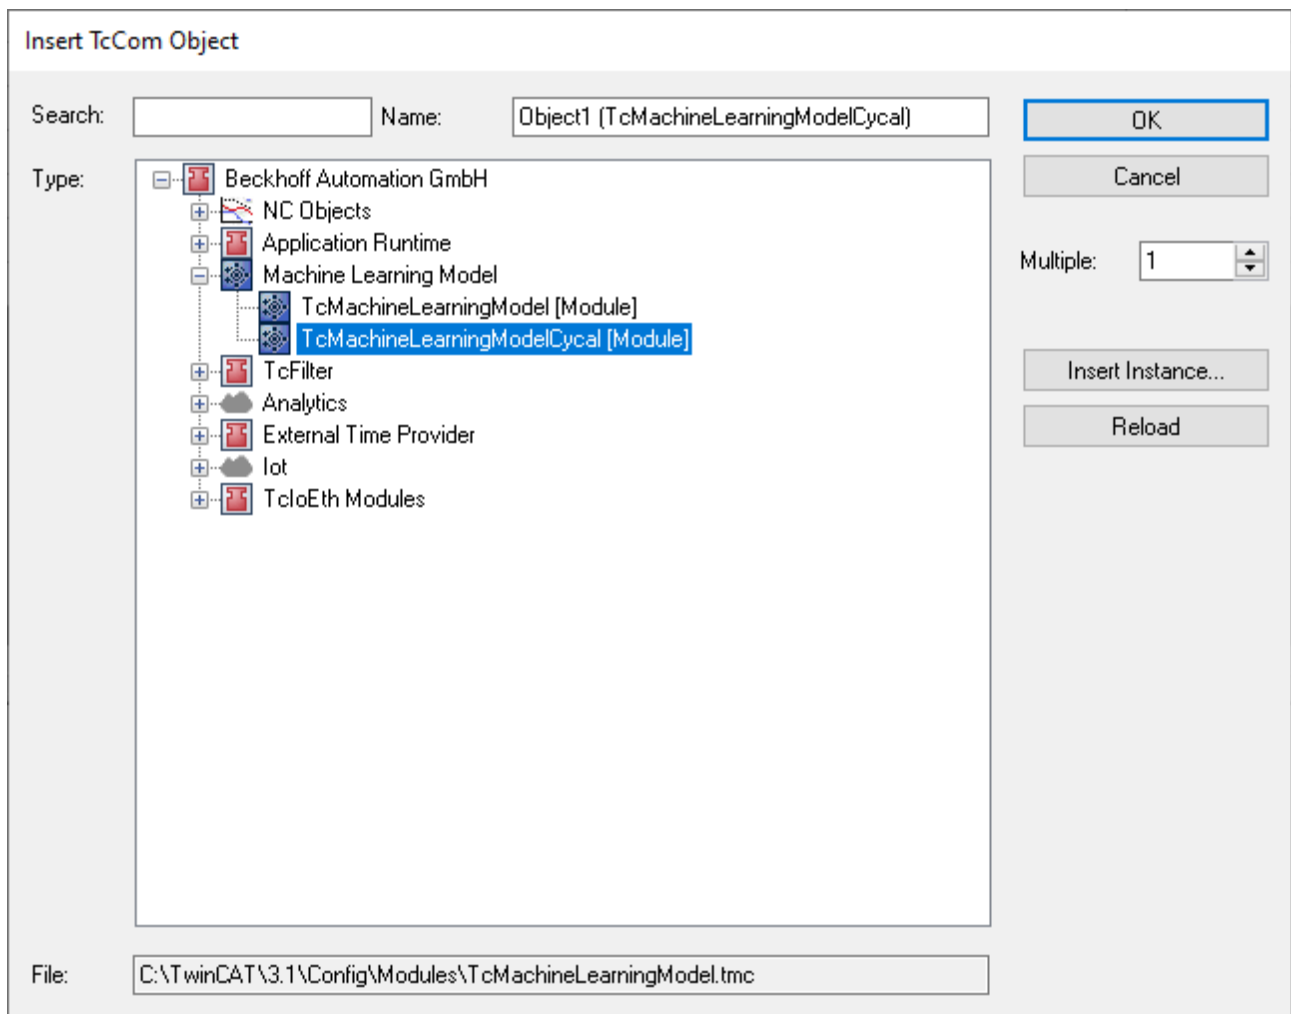 Insert TcCom Object
Search: Name: Object1 (TcMachineLearningModelCycal) OK
Type: Beckhoff Automation GmbH Cancel
NC Objects
Application Runtime Multiple: 1
Machine Learning Model
TcMachineLearningModel [Module]
TcMachineLearningModelCycal [Module]
TcFilter Insert Instance...
Analytics
External Time Provider Reload
Iot
TcIoEth Modules
File: C:\TwinCAT\3.1\Config\Modules\TcMachineLearningModel.tmc